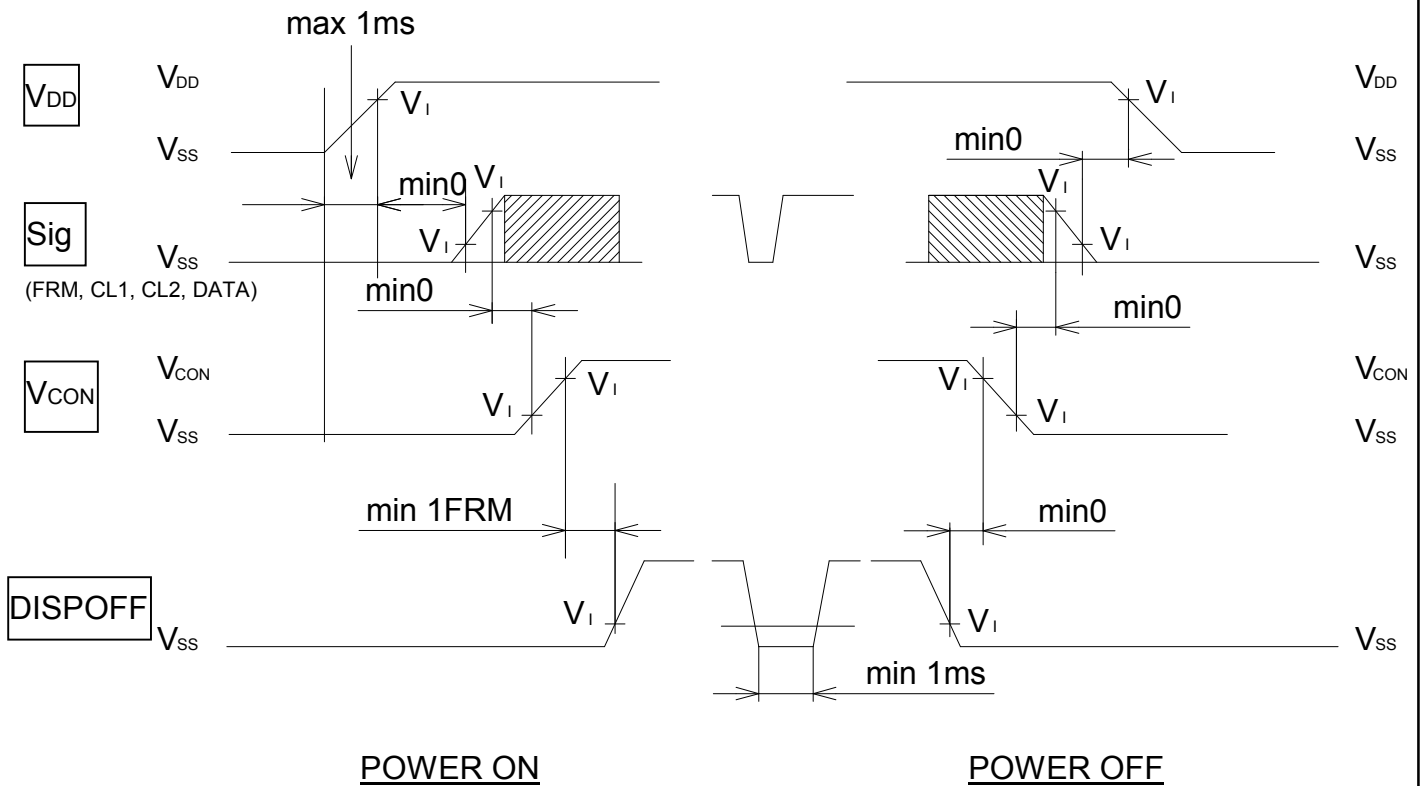 max 1ms
VDD VDD VI VI VDD
VSS min0 VSS
min0 VI VI
Sig VI VI
VSS VSS
(FRM, CL1, CL2, DATA)
min0 min0
VCON VCON VI VI VCON
VI VI
VSS VSS
min 1FRM min0
DISPOFF VI VI
VSS VSS
min 1ms
POWER ON POWER OFF